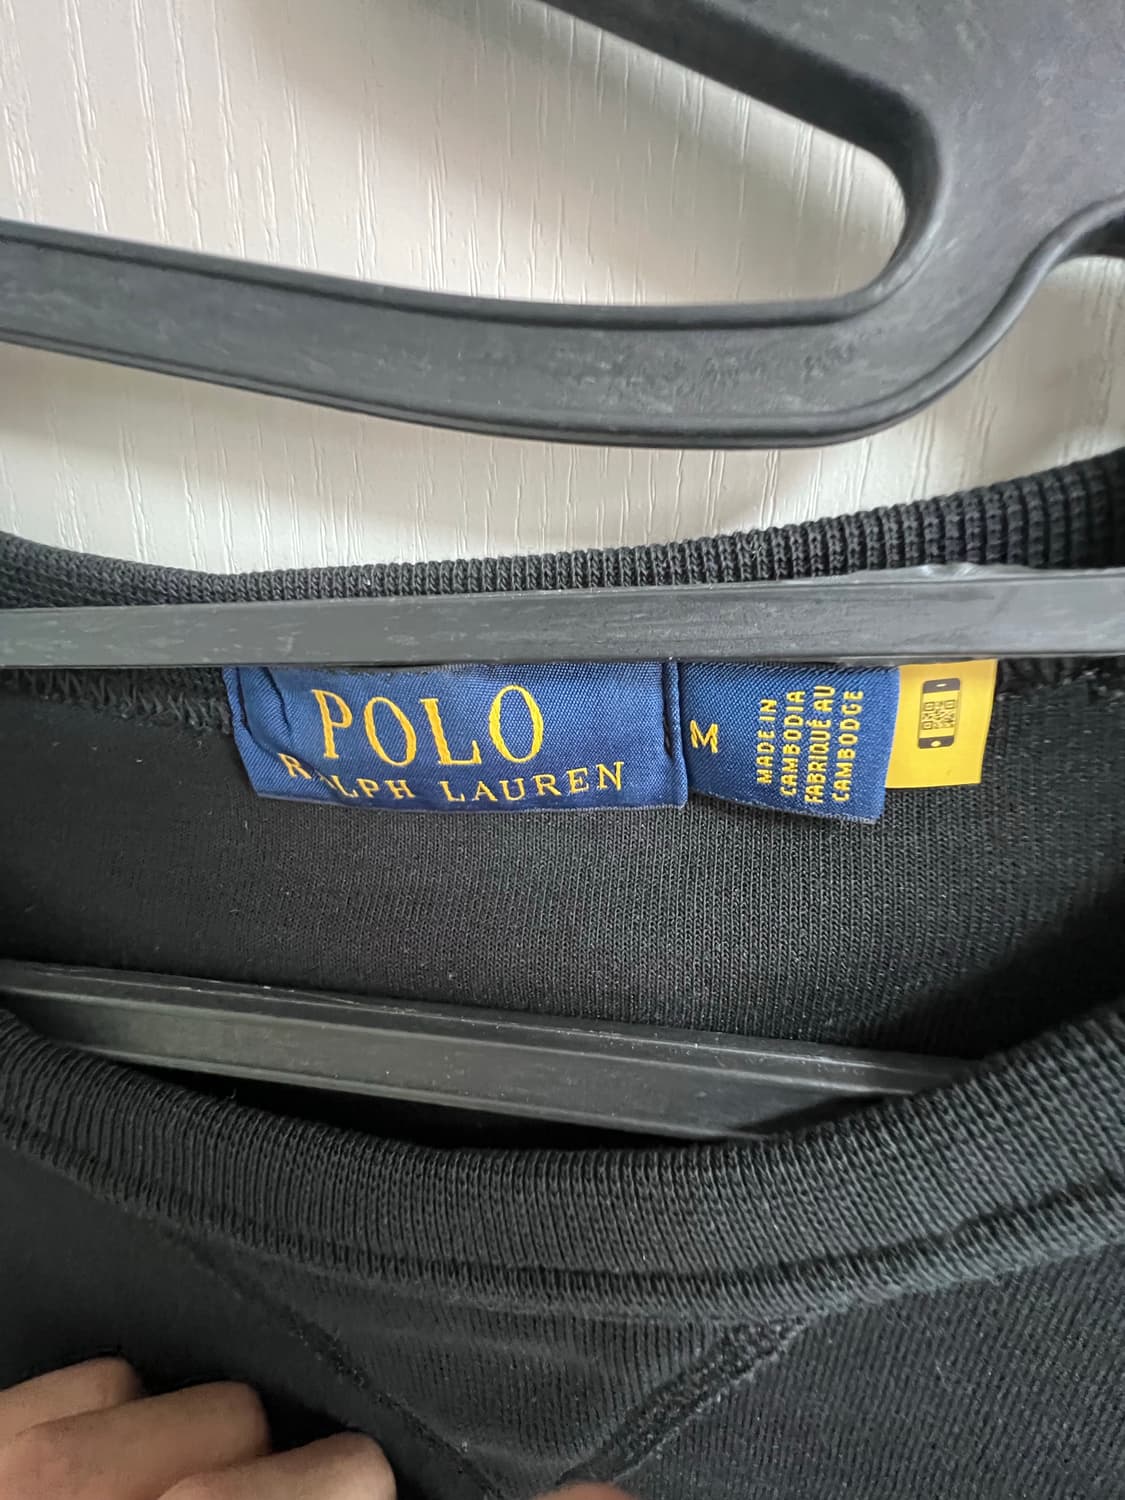 POLO
RALPH LAUREN
M
MADE IN
CAMBODIA
FABRIQUÉ AU
CAMBODGE